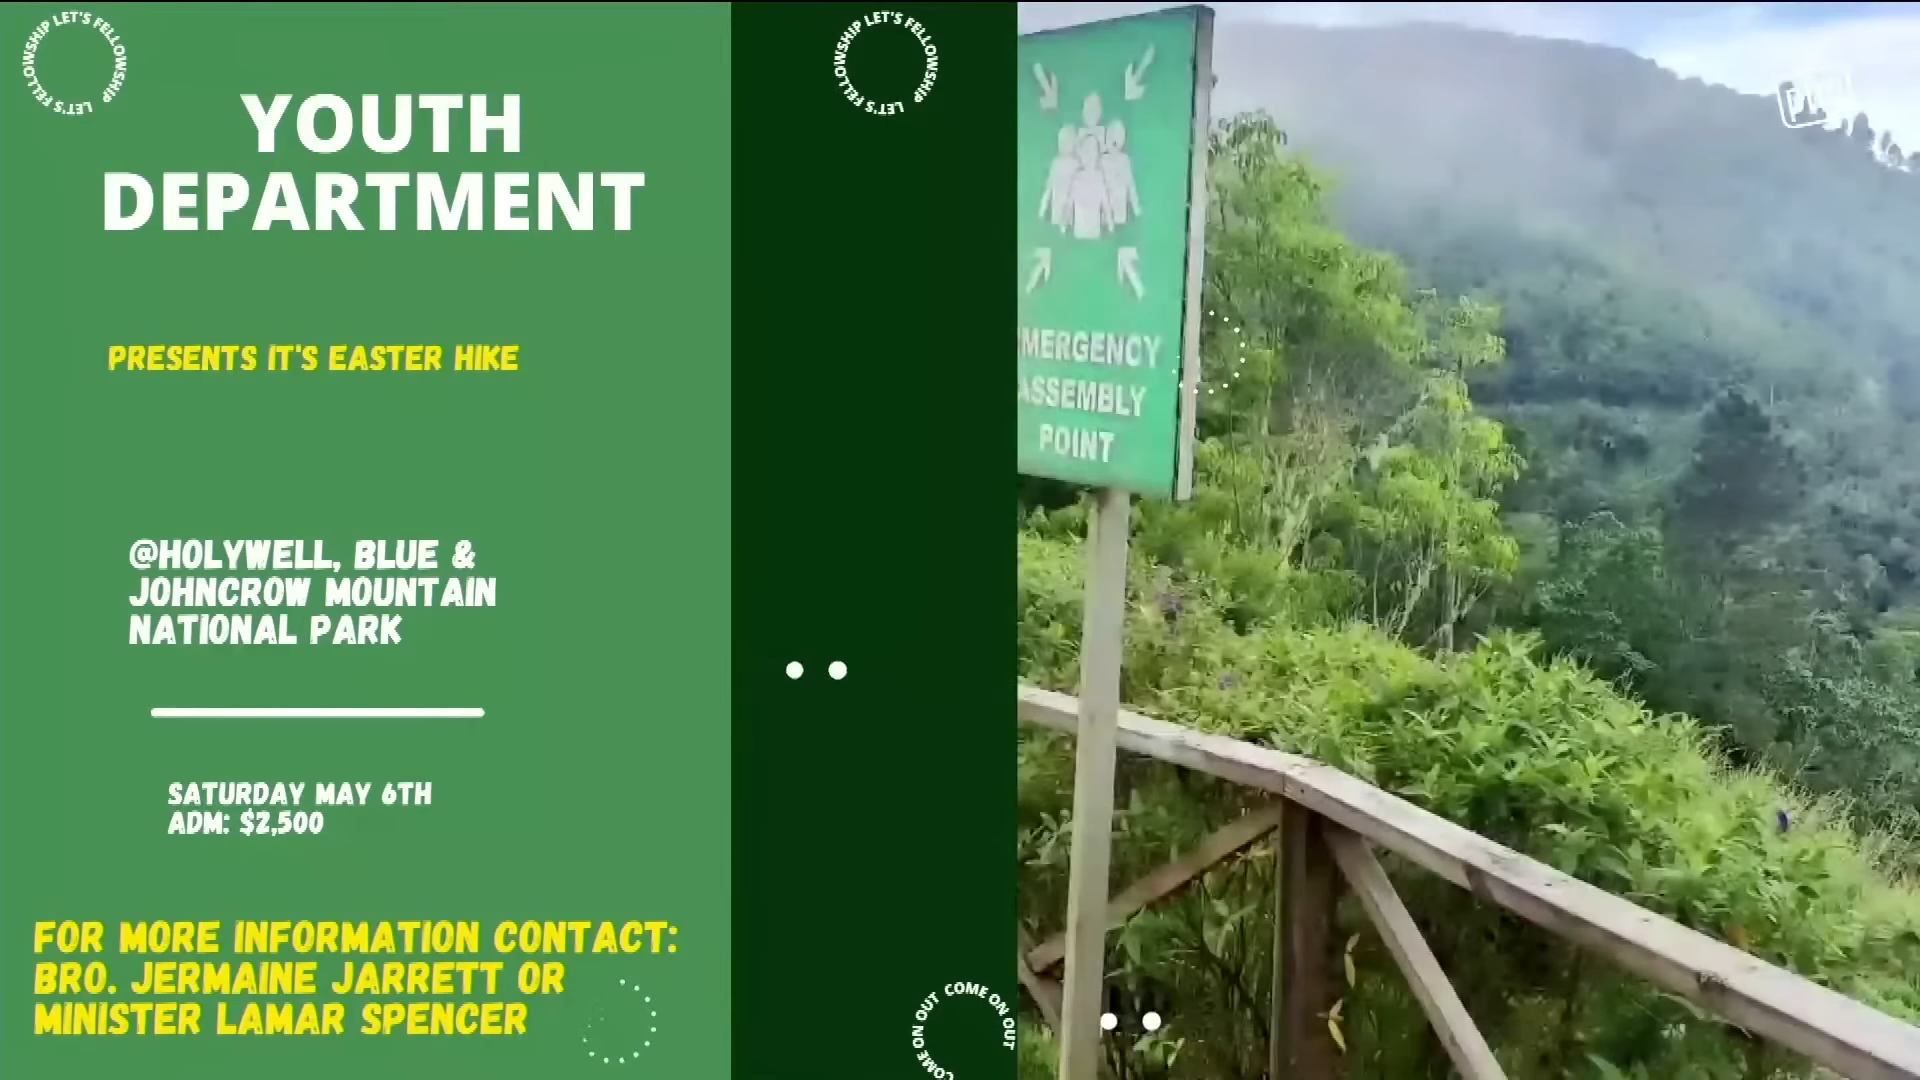 LET'S FELLOWSHIP LET'S FELLOWSHIP
LET'S FELLOWSHIP LET'S FELLOWSHIP
YOUTH
DEPARTMENT
PRESENTS IT'S EASTER HIKE
@HOLYWELL, BLUE &
JOHNCROW MOUNTAIN
NATIONAL PARK
SATURDAY MAY 6TH
ADM: $2,500
FOR MORE INFORMATION CONTACT:
BRO. JERMAINE JARRETT OR
MINISTER LAMAR SPENCER
COME ON OUT COME ON OUT COME
MERGENCY
ASSEMBLY
POINT